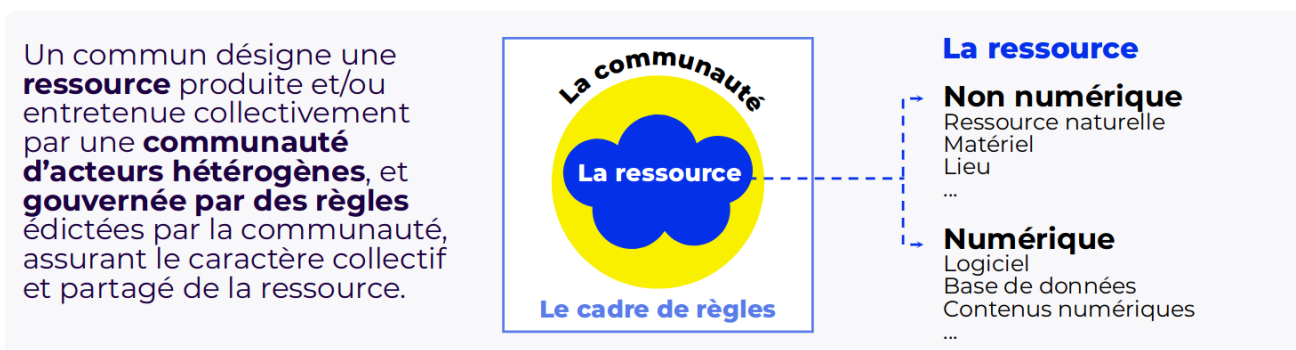 Un commun désigne une
ressource produite et/ou
entretenue collectivement
par une communauté
d'acteurs hétérogènes, et
gouvernée par des règles
édictées par la communauté,
assurant le caractère collectif
et partagé de la ressource.
La communauté
La ressource
Le cadre de règles
La ressource
Non numérique
Ressource naturelle
Matériel
Lieu
...
Numérique
Logiciel
Base de données
Contenus numériques
...